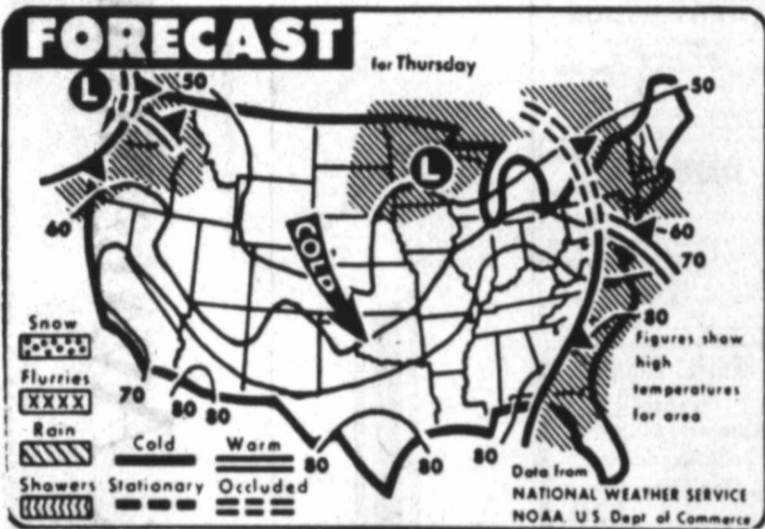 FORECAST
for Thursday
L
50
50
L
60
COLD
60
70
80
Snow
Flurries
XXXX
Rain
Showers
70
80
80
80
80
80
Cold
Warm
Stationary
Occluded
Figures show
high
temperatures
for area
Data from
NATIONAL WEATHER SERVICE
NOAA, U.S. Dept of Commerce